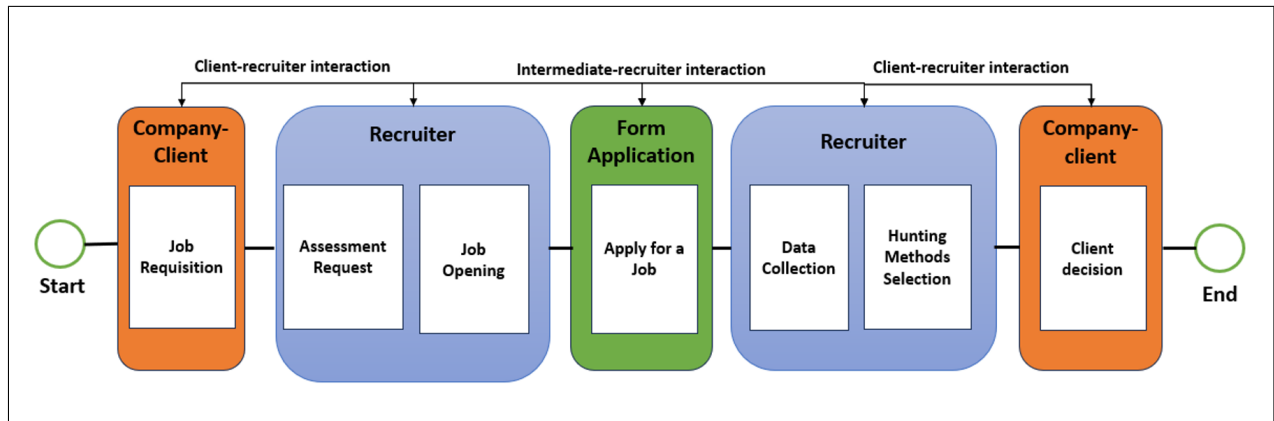 Client-recruiter interaction
Intermediate-recruiter interaction
Client-recruiter interaction
Company-
Client
Job
Requisition
Recruiter
Assessment
Request
Job
Opening
Form
Application
Apply for a
Job
Recruiter
Data
Collection
Hunting
Methods
Selection
Company-
client
Client
decision
Start
End